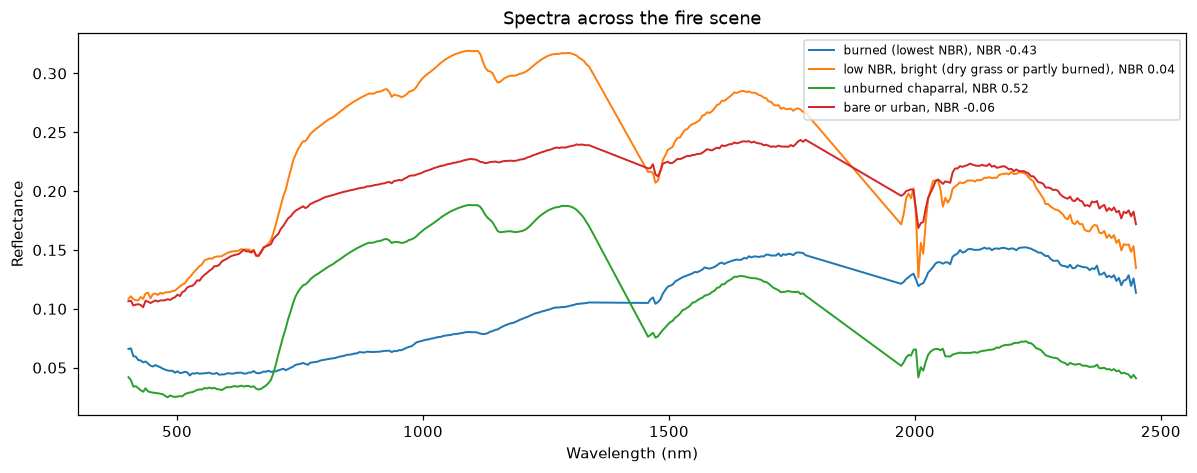 Spectra across the fire scene
burned (lowest NBR), NBR -0.43
low NBR, bright (dry grass or partly burned), NBR 0.04
unburned chaparral, NBR 0.52
bare or urban, NBR -0.06
Reflectance
0.30
0.25
0.20
0.15
0.10
0.05
500 1000 1500 2000 2500
Wavelength (nm)